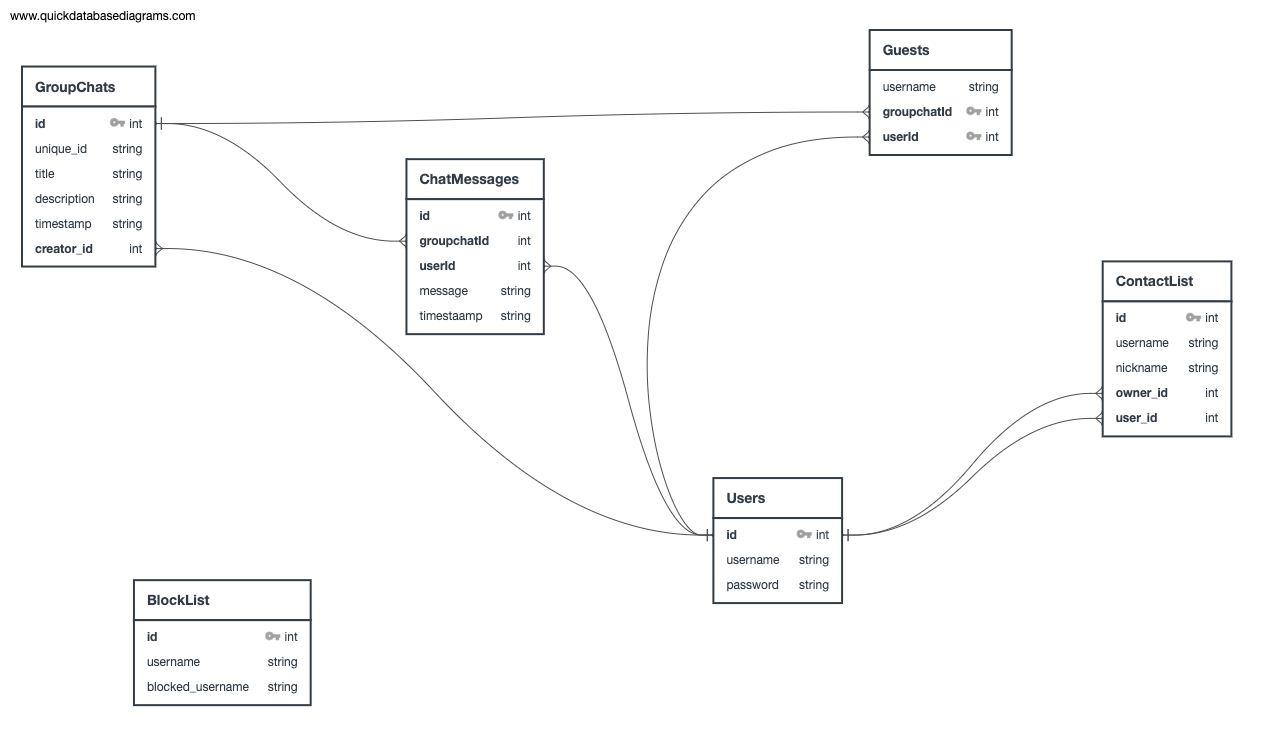 www.quickdatabasediagrams.com
GroupChats
id int
unique_id string
title string
description string
timestamp string
creator_id int
ChatMessages
id int
groupchatId int
userId int
message string
timestaamp string
Guests
username string
groupchatId int
userId int
ContactList
id int
username string
nickname string
owner_id int
user_id int
Users
id int
username string
password string
BlockList
id int
username string
blocked_username string